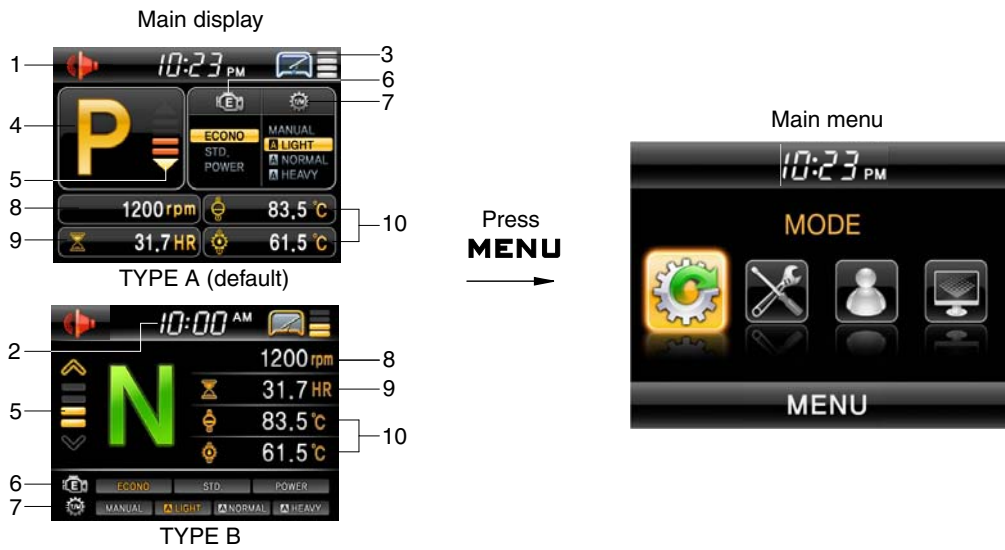 Main display
1
10:23 PM
3
6
7
4
P
E
T/M
ECONO
STD.
POWER
MANUAL
A LIGHT
A NORMAL
A HEAVY
5
8
1200 rpm
83.5 °C
10
9
31.7 HR
61.5 °C
TYPE A (default)
2
10:00 AM
5
N
1200 rpm
8
31.7 HR
9
83.5 °C
10
61.5 °C
6
E
ECONO STD. POWER
7
T/M
MANUAL A LIGHT A NORMAL A HEAVY
TYPE B
Press
MENU
Main menu
10:23 PM
MODE
MENU